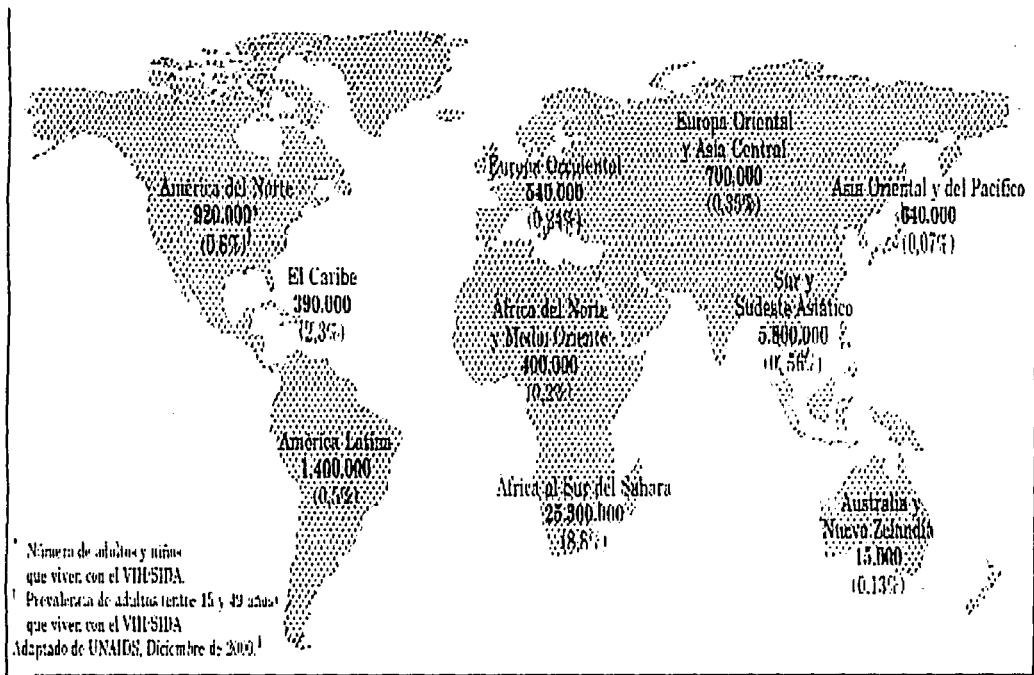 América del Norte
920.000*
(0,6%)†
El Caribe
390.000
(2,3%)
América Latina
1.400.000
(0,5%)
Europa Occidental
540.000
(0,24%)
Europa Oriental
y Asia Central
700.000
(0,35%)
Asia Oriental y del Pacífico
640.000
(0,07%)
Sur y
Sudeste Asiático
5.800.000
(0,56%)
África del Norte
y Medio Oriente
400.000
(0,2%)
África al Sur del Sahara
25.300.000
(8,8%)
Australia y
Nueva Zelandia
15.000
(0,13%)
* Número de adultos y niños
que viven con el VIH/SIDA.
† Prevalencia de adultos (entre 15 y 49 años)
que viven con el VIH/SIDA
Adaptado de UNAIDS, Diciembre de 2000.¹